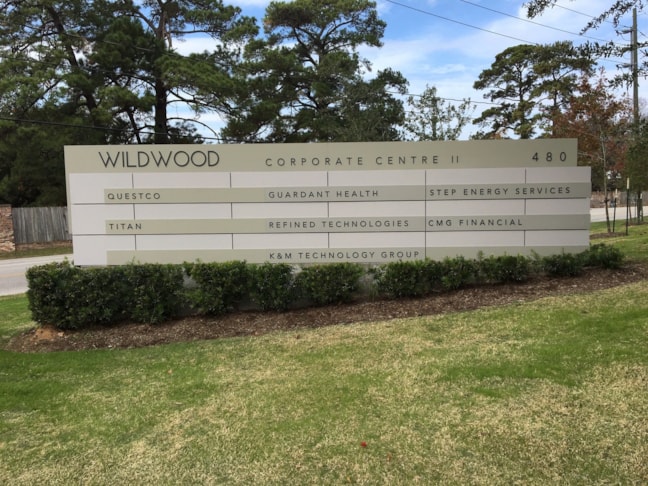 WILDWOOD CORPORATE CENTRE II 480
QUESTCO GUARDANT HEALTH STEP ENERGY SERVICES
TITAN REFINED TECHNOLOGIES CMG FINANCIAL
K&M TECHNOLOGY GROUP